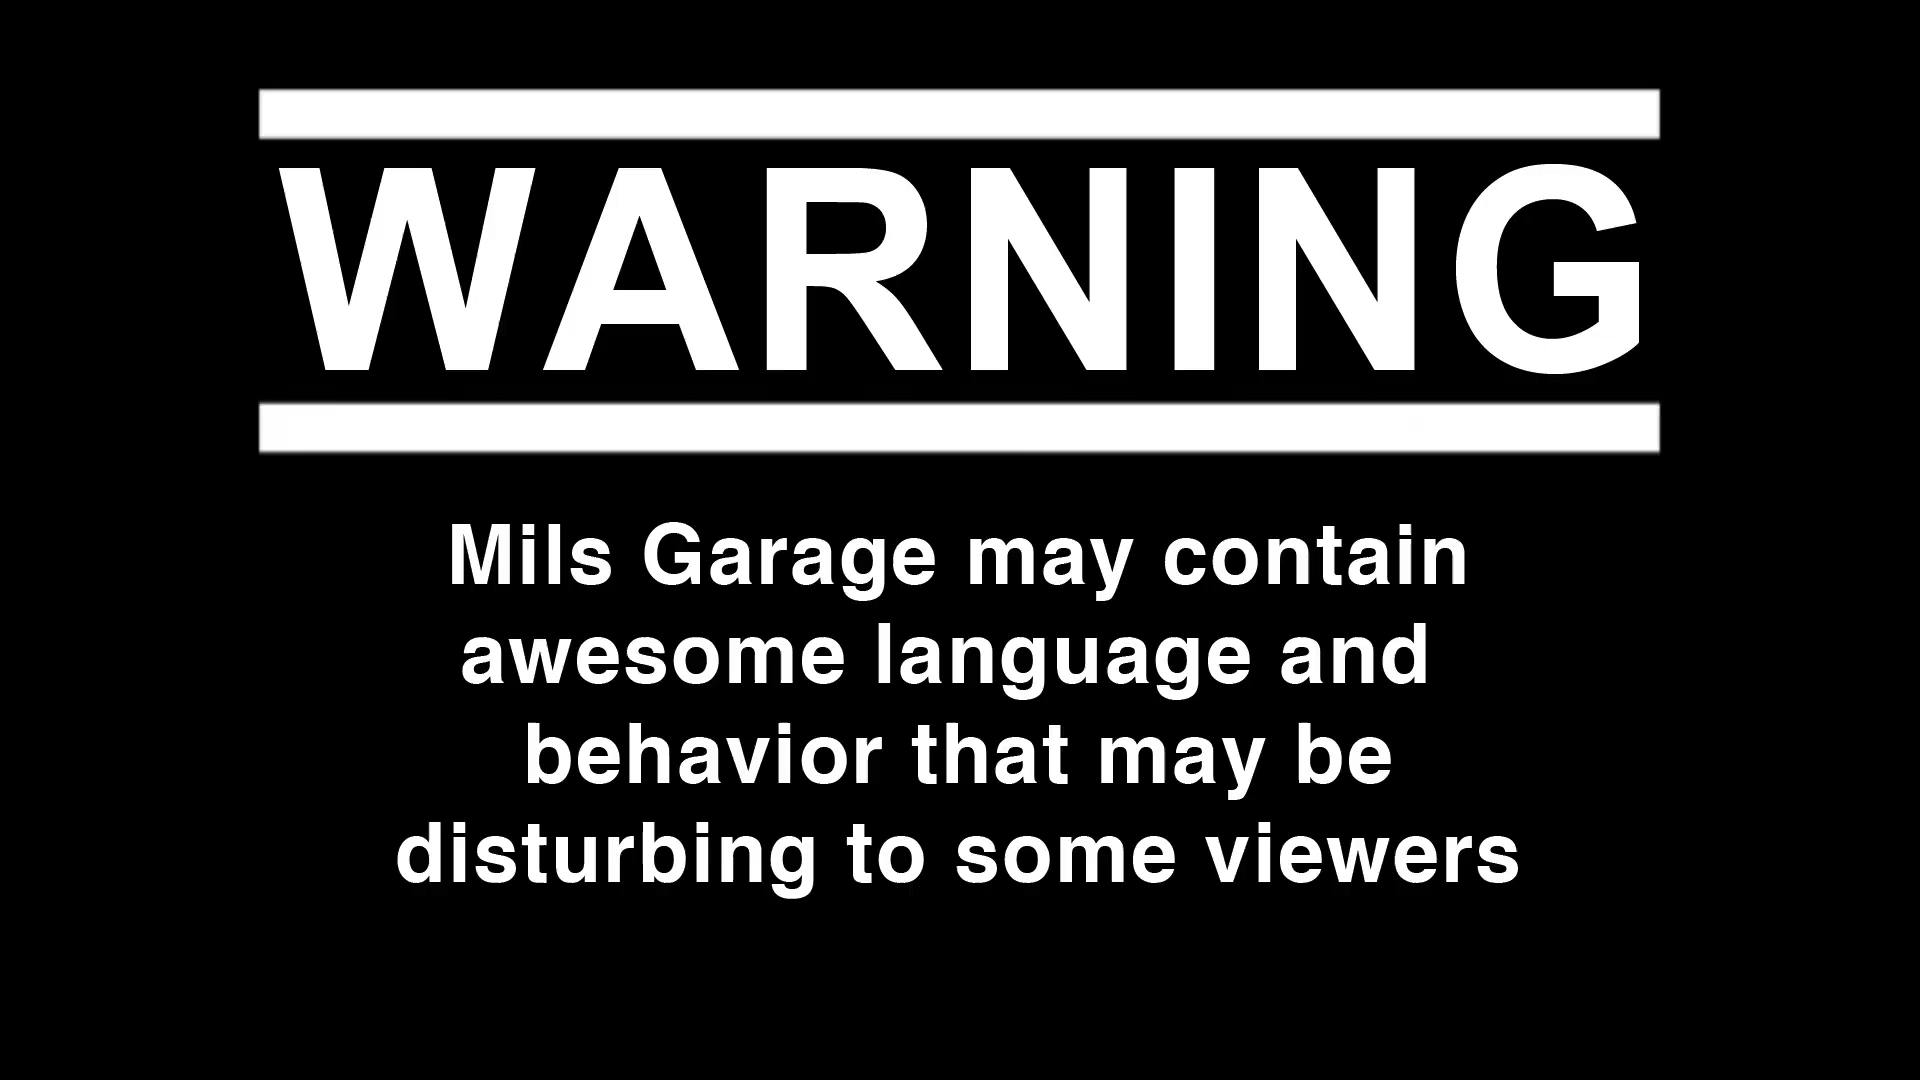 WARNING
Mils Garage may contain
awesome language and
behavior that may be
disturbing to some viewers